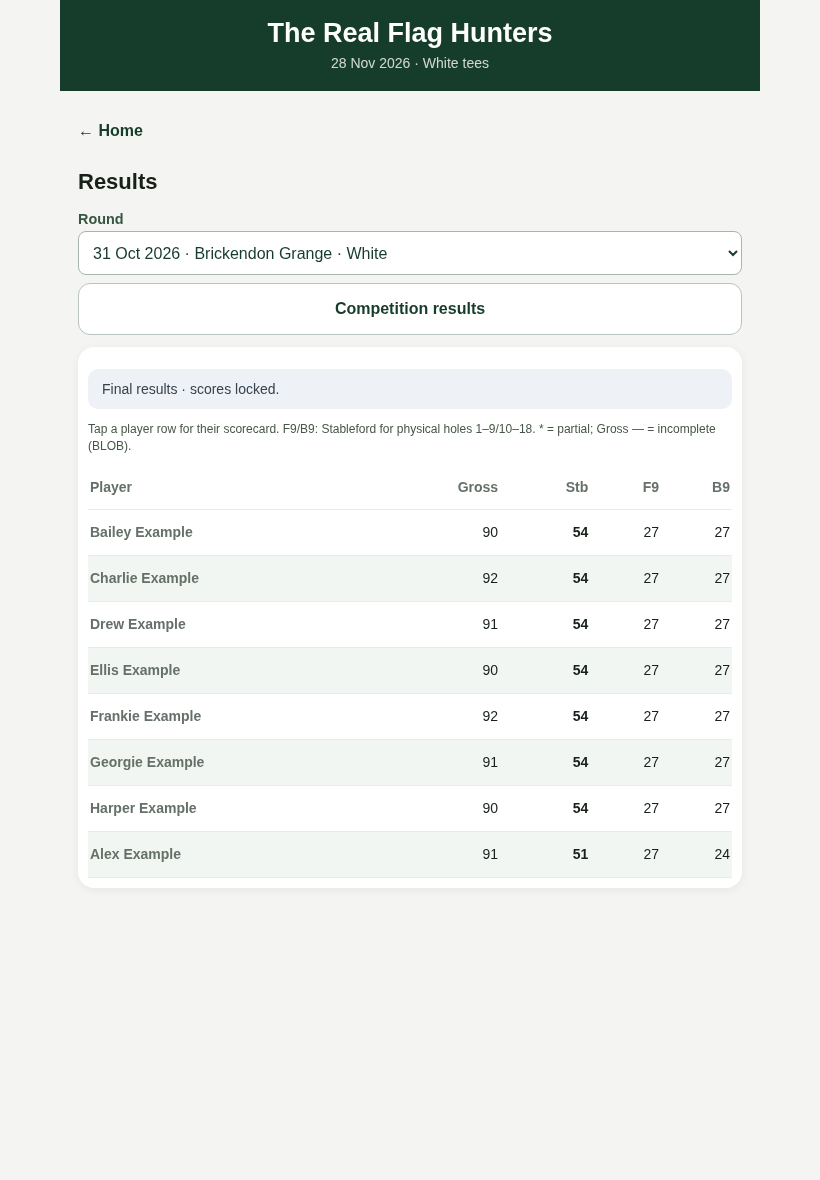 The Real Flag Hunters
28 Nov 2026 · White tees
← Home
Results
Round
31 Oct 2026 · Brickendon Grange · White
Competition results
Final results · scores locked.
Tap a player row for their scorecard. F9/B9: Stableford for physical holes 1–9/10–18. * = partial; Gross — = incomplete
(BLOB).
Player Gross Stb F9 B9
Bailey Example 90 54 27 27
Charlie Example 92 54 27 27
Drew Example 91 54 27 27
Ellis Example 90 54 27 27
Frankie Example 92 54 27 27
Georgie Example 91 54 27 27
Harper Example 90 54 27 27
Alex Example 91 51 27 24